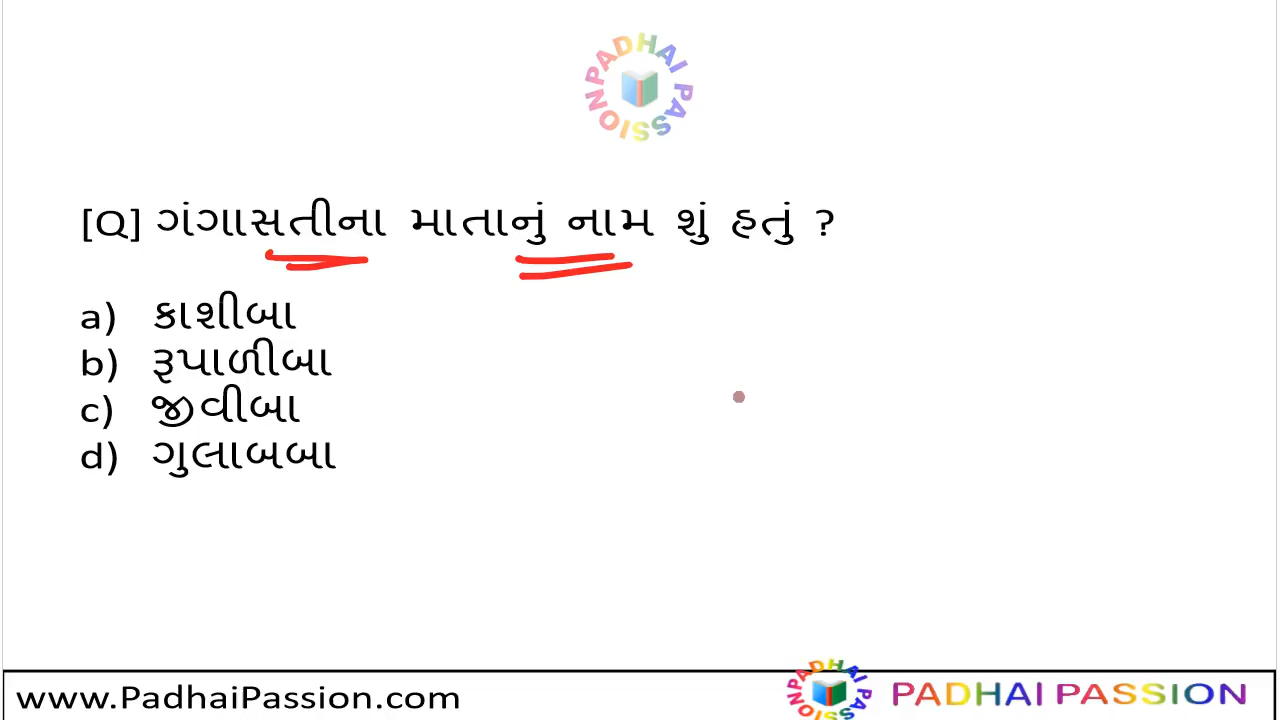 PADHAI PASSION
[Q] ગંગાસતીના માતાનું નામ શું હતું ?
a) કાશીબા
b) રૂપાળીબા
c) જીવીબા
d) ગુલાબબા
www.PadhaiPassion.com
PADHAI PASSION
PADHAI PASSION